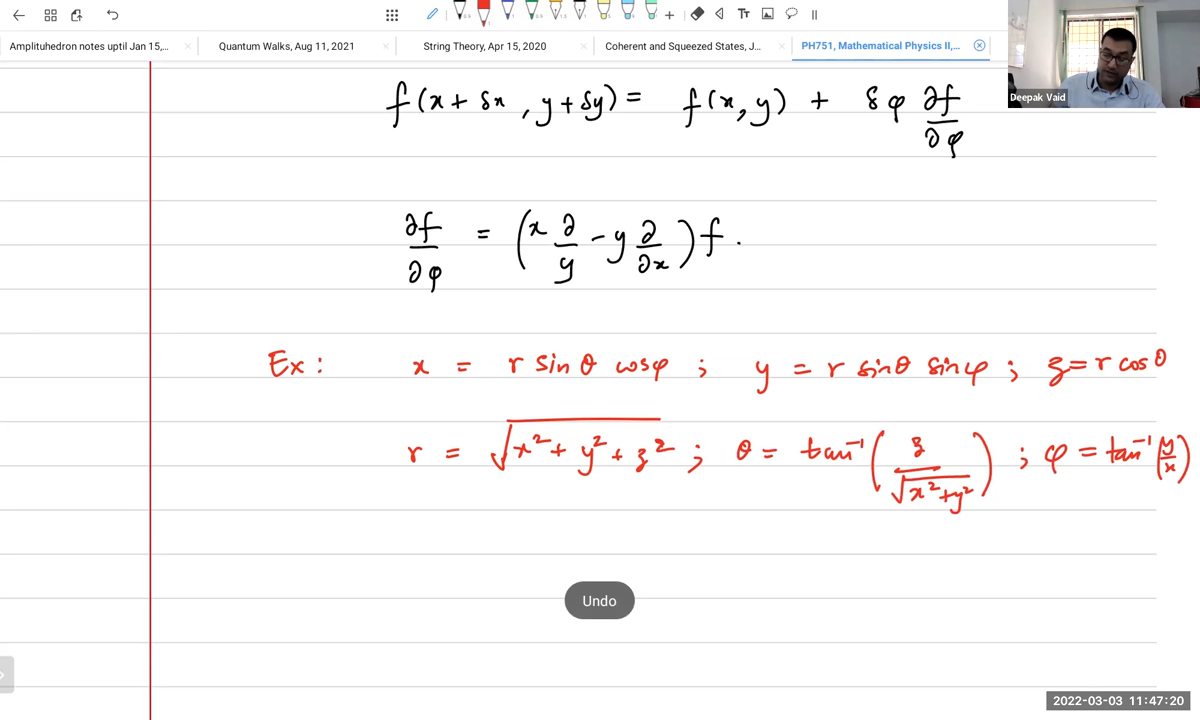 Amplituhedron notes uptil Jan 15,... Quantum Walks, Aug 11, 2021 String Theory, Apr 15, 2020 Coherent and Squeezed States, J... PH751, Mathematical Physics II,...
Deepak Vaid
f(x + δx, y + δy) = f(x, y) + δφ ∂f/∂φ
∂f/∂φ = (x ∂/y − y ∂/∂x) f.
Ex: x = r sin θ cos φ ; y = r sin θ sin φ ; z = r cos θ
r = √(x² + y² + z²) ; θ = tan⁻¹(z/√(x² + y²)) ; φ = tan⁻¹(y/x)
Undo
2022-03-03 11:47:20